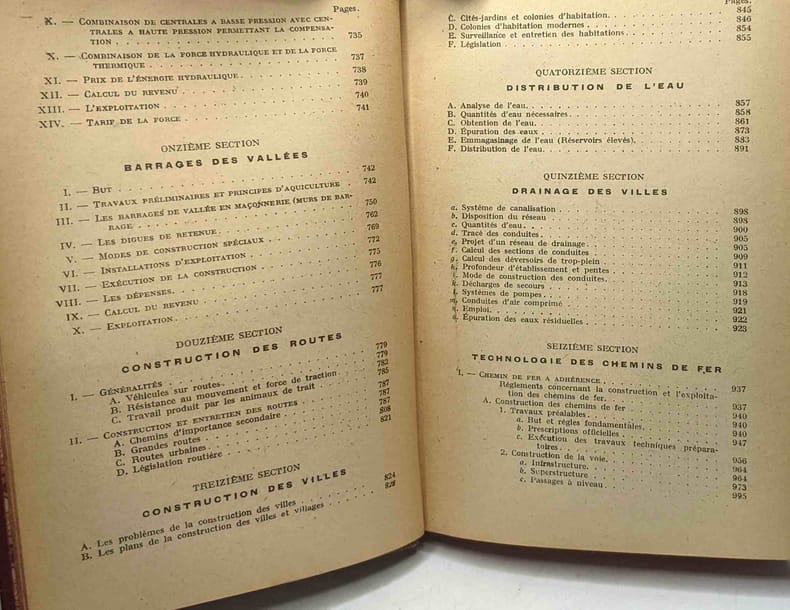 Pages.
K. — COMBINAISON DE CENTRALES A BASSE PRESSION AVEC CEN-
TRALES A HAUTE PRESSION PERMETTANT LA COMPENSA-
TION 735
X. — COMBINAISON DE LA FORCE HYDRAULIQUE ET DE LA FORCE
THERMIQUE 737
XI. — PRIX DE L'ÉNERGIE HYDRAULIQUE 738
XII. — CALCUL DU REVENU 739
XIII. — L'EXPLOITATION 740
XIV. — TARIF DE LA FORCE 741
ONZIÈME SECTION
BARRAGES DES VALLÉES
I. — BUT 742
II. — TRAVAUX PRÉLIMINAIRES ET PRINCIPES D'AQUICULTURE 742
III. — LES BARRAGES DE VALLÉE EN MAÇONNERIE (MURS DE BAR-
RAGE 750
IV. — LES DIGUES DE RETENUE 762
V. — MODES DE CONSTRUCTION SPÉCIAUX 769
VI. — INSTALLATIONS D'EXPLOITATION 772
VII. — EXÉCUTION DE LA CONSTRUCTION 775
VIII. — LES DÉPENSES 776
IX. — CALCUL DU REVENU 777
X. — EXPLOITATION 777
DOUZIÈME SECTION
CONSTRUCTION DES ROUTES
I. — GÉNÉRALITÉS 779
A. Véhicules sur routes 779
B. Résistance au mouvement et force de traction 782
C. Travail produit par les animaux de trait 785
II. — CONSTRUCTION ET ENTRETIEN DES ROUTES 787
A. Chemins d'importance secondaire 787
B. Grandes routes 787
C. Routes urbaines 808
D. Législation routière 821
TREIZIÈME SECTION
CONSTRUCTION DES VILLES
A. Les problèmes de la construction des villes 824
B. Les plans de la construction des villes et villages
Pages.
C. Cités-jardins et colonies d'habitation 845
D. Colonies d'habitation modernes 846
E. Surveillance et entretien des habitations 854
F. Législation 855
QUATORZIÈME SECTION
DISTRIBUTION DE L'EAU
A. Analyse de l'eau 857
B. Quantités d'eau nécessaires 858
C. Obtention de l'eau 861
D. Épuration des eaux 873
E. Emmagasinage de l'eau (Réservoirs élevés) 883
F. Distribution de l'eau 891
QUINZIÈME SECTION
DRAINAGE DES VILLES
a. Système de canalisation 898
b. Disposition du réseau 898
c. Quantités d'eau 900
d. Tracé des conduites 905
e. Projet d'un réseau de drainage 905
f. Calcul des sections de conduites 909
g. Calcul des déversoirs de trop-plein 911
h. Profondeur d'établissement et pentes 912
i. Mode de construction des conduites 913
k. Décharges de secours 918
l. Systèmes de pompes 919
m. Conduites d'air comprimé 921
n. Emploi 922
o. Épuration des eaux résiduelles 923
SEIZIÈME SECTION
TECHNOLOGIE DES CHEMINS DE FER
I. — CHEMIN DE FER A ADHÉRENCE 937
Réglements concernant la construction et l'exploita-
tion des chemins de fer 937
A. Construction des chemins de fer 940
1. Travaux préalables 940
a. But et règles fondamentales 940
b. Prescriptions officielles 947
c. Exécution des travaux techniques prépara-
toires 956
2. Construction de la voie 964
a. Infrastructure 964
b. Superstructure 973
c. Passages à niveau 995